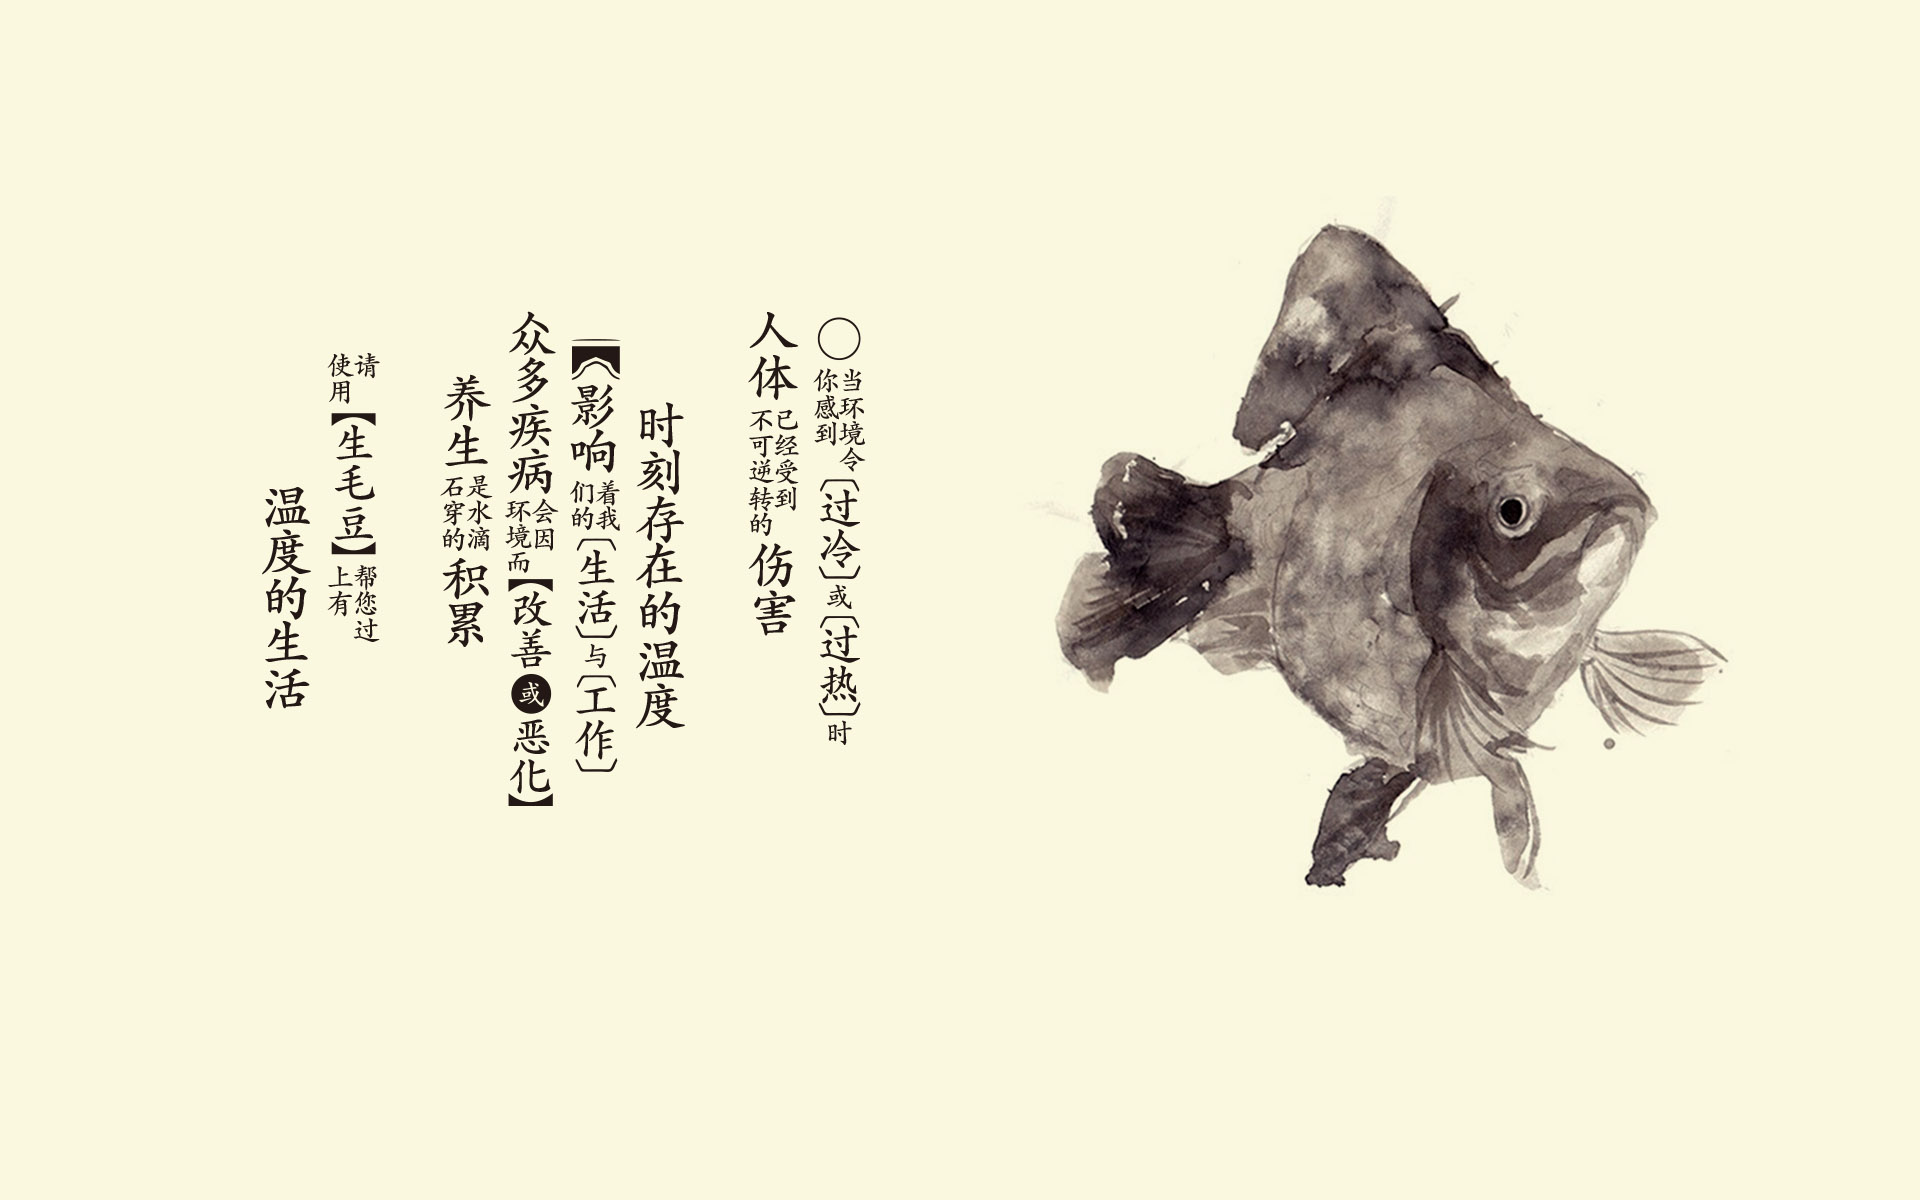 〇当环境令你感到〔过冷〕或〔过热〕时
人体已经受到不可逆转的伤害
时刻存在的温度
【《影响着我们的〔生活〕与〔工作〕
众多疾病会因环境而【改善或恶化】
养生是水滴石穿的积累
请使用【生毛豆】帮您过上有
温度的生活